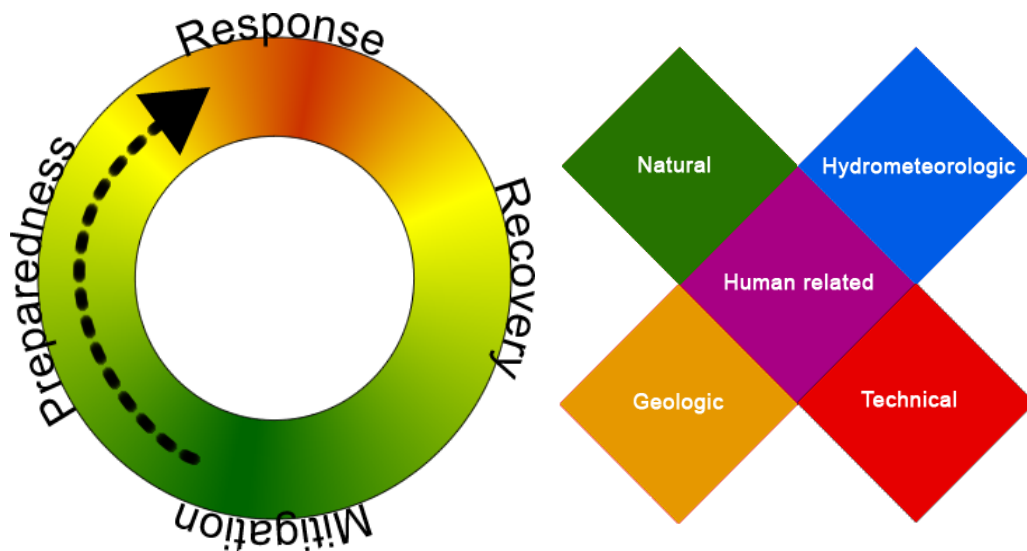 Response
Recovery
Mitigation
Preparedness
Natural
Hydrometeorologic
Human related
Geologic
Technical